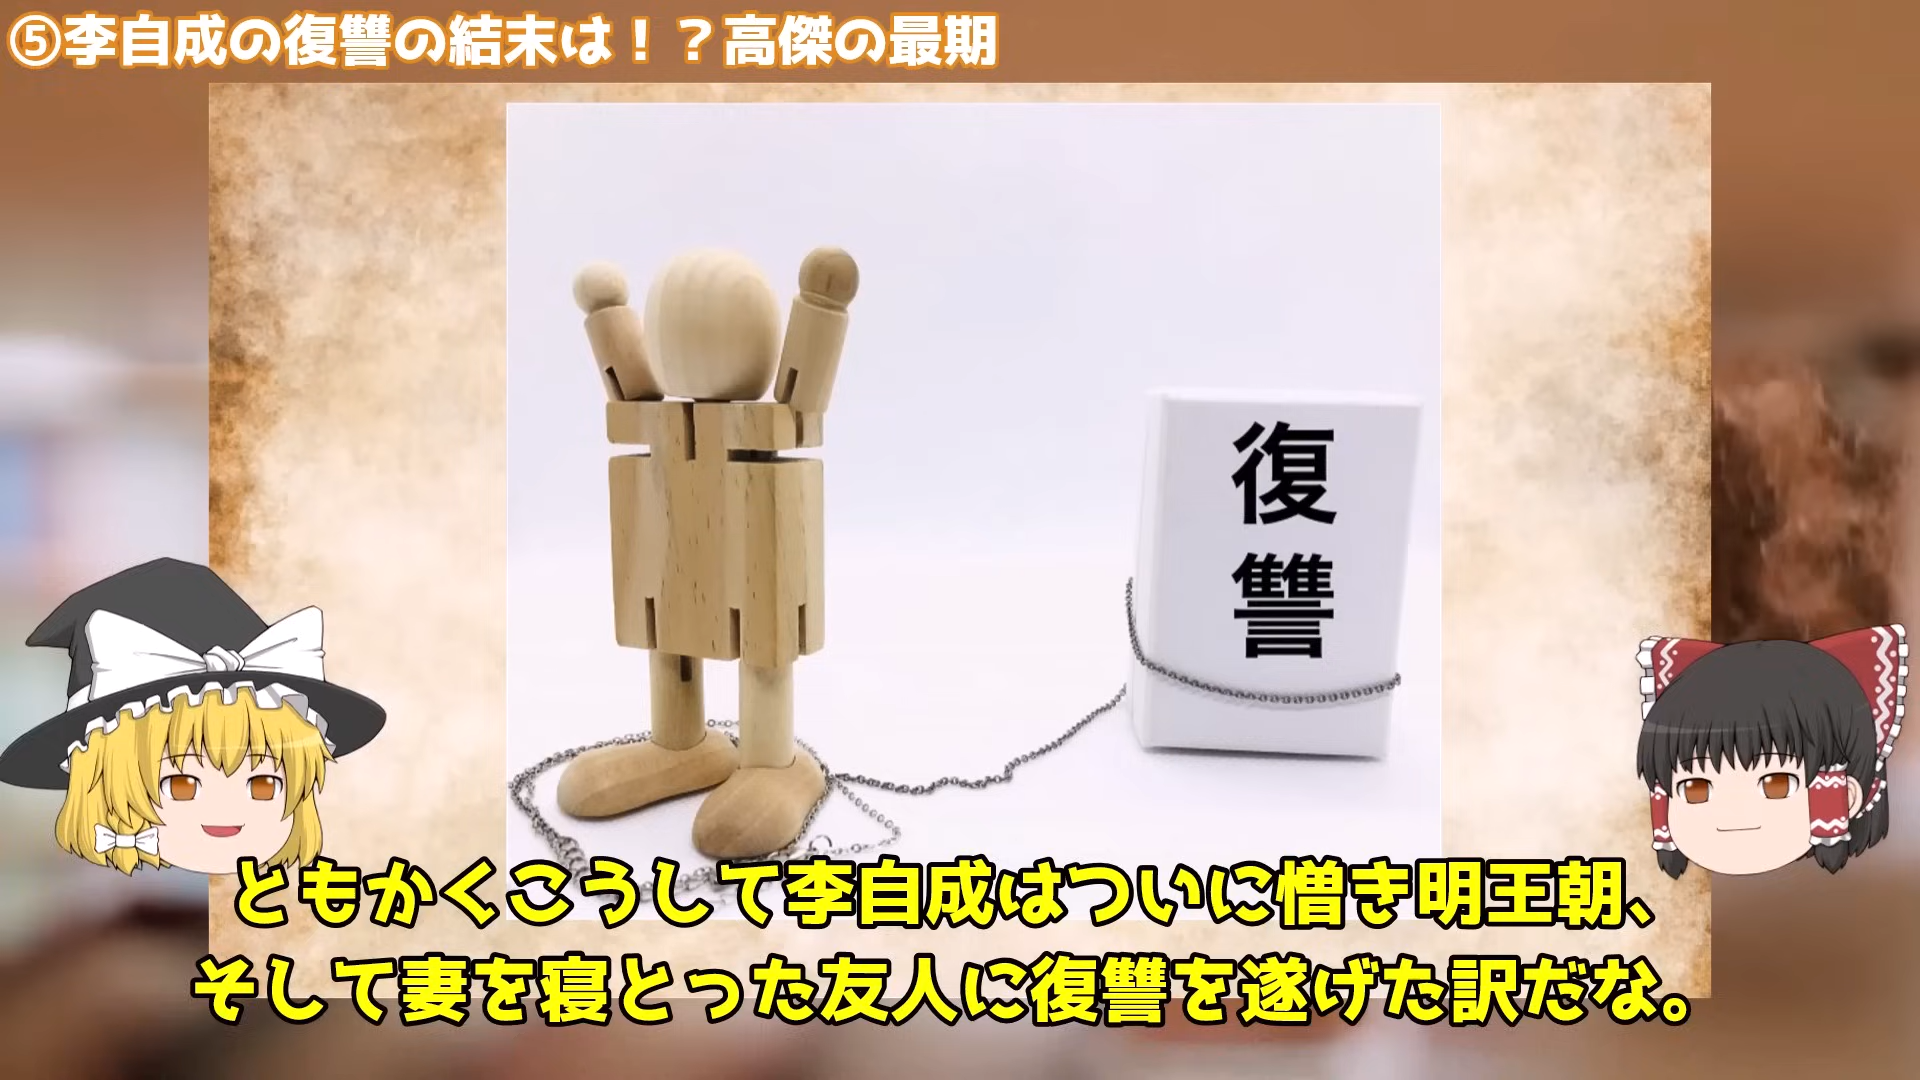 ⑤李自成の復讐の結末は！？高傑の最期
復
讐
ともかくこうして李自成はついに憎き明王朝、
そして妻を寝とった友人に復讐を遂げた訳だな。